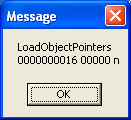 Message
LoadObjectPointers
0000000016 00000 n
OK